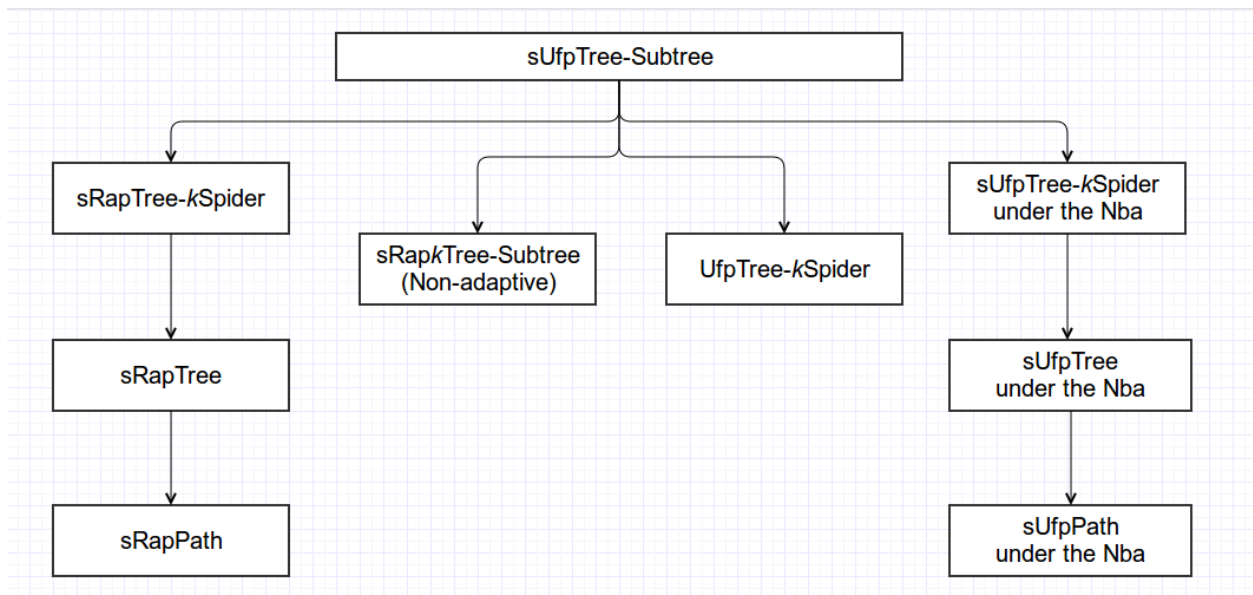 sUfpTree-Subtree
sRapTree-kSpider
sUfpTree-kSpider
under the Nba
sRapkTree-Subtree
(Non-adaptive)
UfpTree-kSpider
sRapTree
sUfpTree
under the Nba
sRapPath
sUfpPath
under the Nba